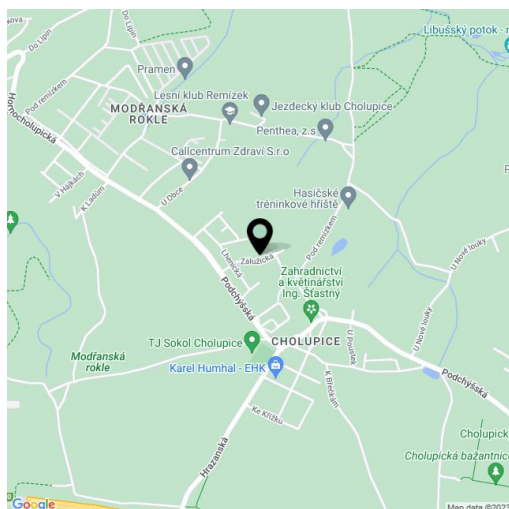 Do Lipin
Libušský potok - r
Pramen
Lesní klub Remízek
Pod remízkem
Hornocholupická
MODŘANSKÁ
ROKLE
Jezdecký klub Cholupice
Penthea, z.s
Callcentrum Zdraví S.r.o
V Hájkách
K Ladům
U Obce
Hasičské
tréninkové hřiště
Lhenická
Zálužická
Pod remízkem
U Nové louky
Podchýšská
Zahradnictví
a květinářství
Ing. Šťastný
U Nové louky
TJ Sokol Cholupice
CHOLUPICE
U Poustek
Modřanská
rokle
Karel Humhal - EHK
Podchýšská
K Břečkám
Ke Křížku
Hrazanská
Cholupick
Cholupická bažantnice
Google
Map data ©202